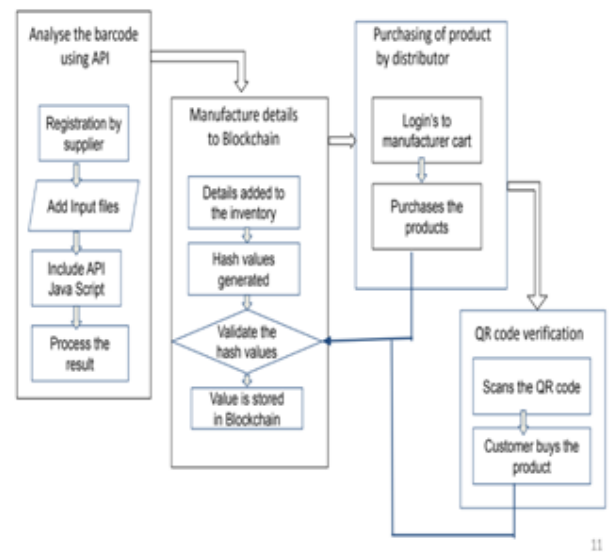 Analyse the barcode
using API
Registration by
supplier
Add Input files
Include API
Java Script
Process the
result
Manufacture details
to Blockchain
Details added to
the inventory
Hash values
generated
Validate the
hash values
Value is stored
in Blockchain
Purchasing of product
by distributor
Login's to
manufacturer cart
Purchases the
products
QR code verification
Scans the QR code
Customer buys the
product
11